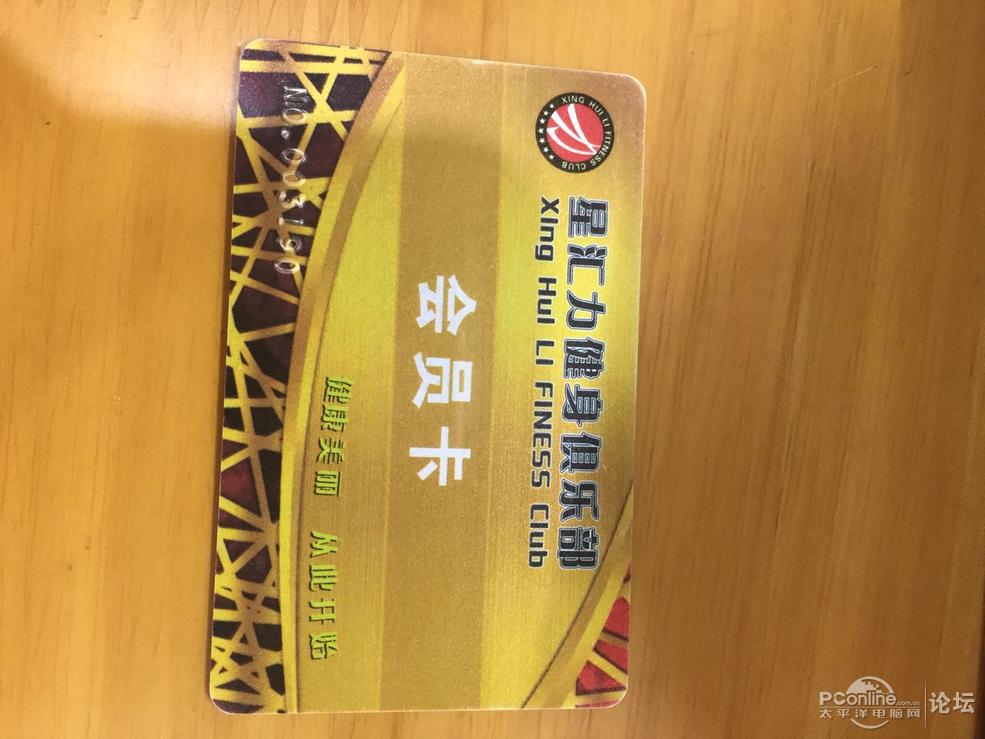 XING HUI LI FITNESS CLUB
星汇力健身俱乐部
XIng HuI LI FINESS Club
会员卡
健康美丽 从此开始
NO.003190
PConline.com.cn
太平洋电脑网
论坛